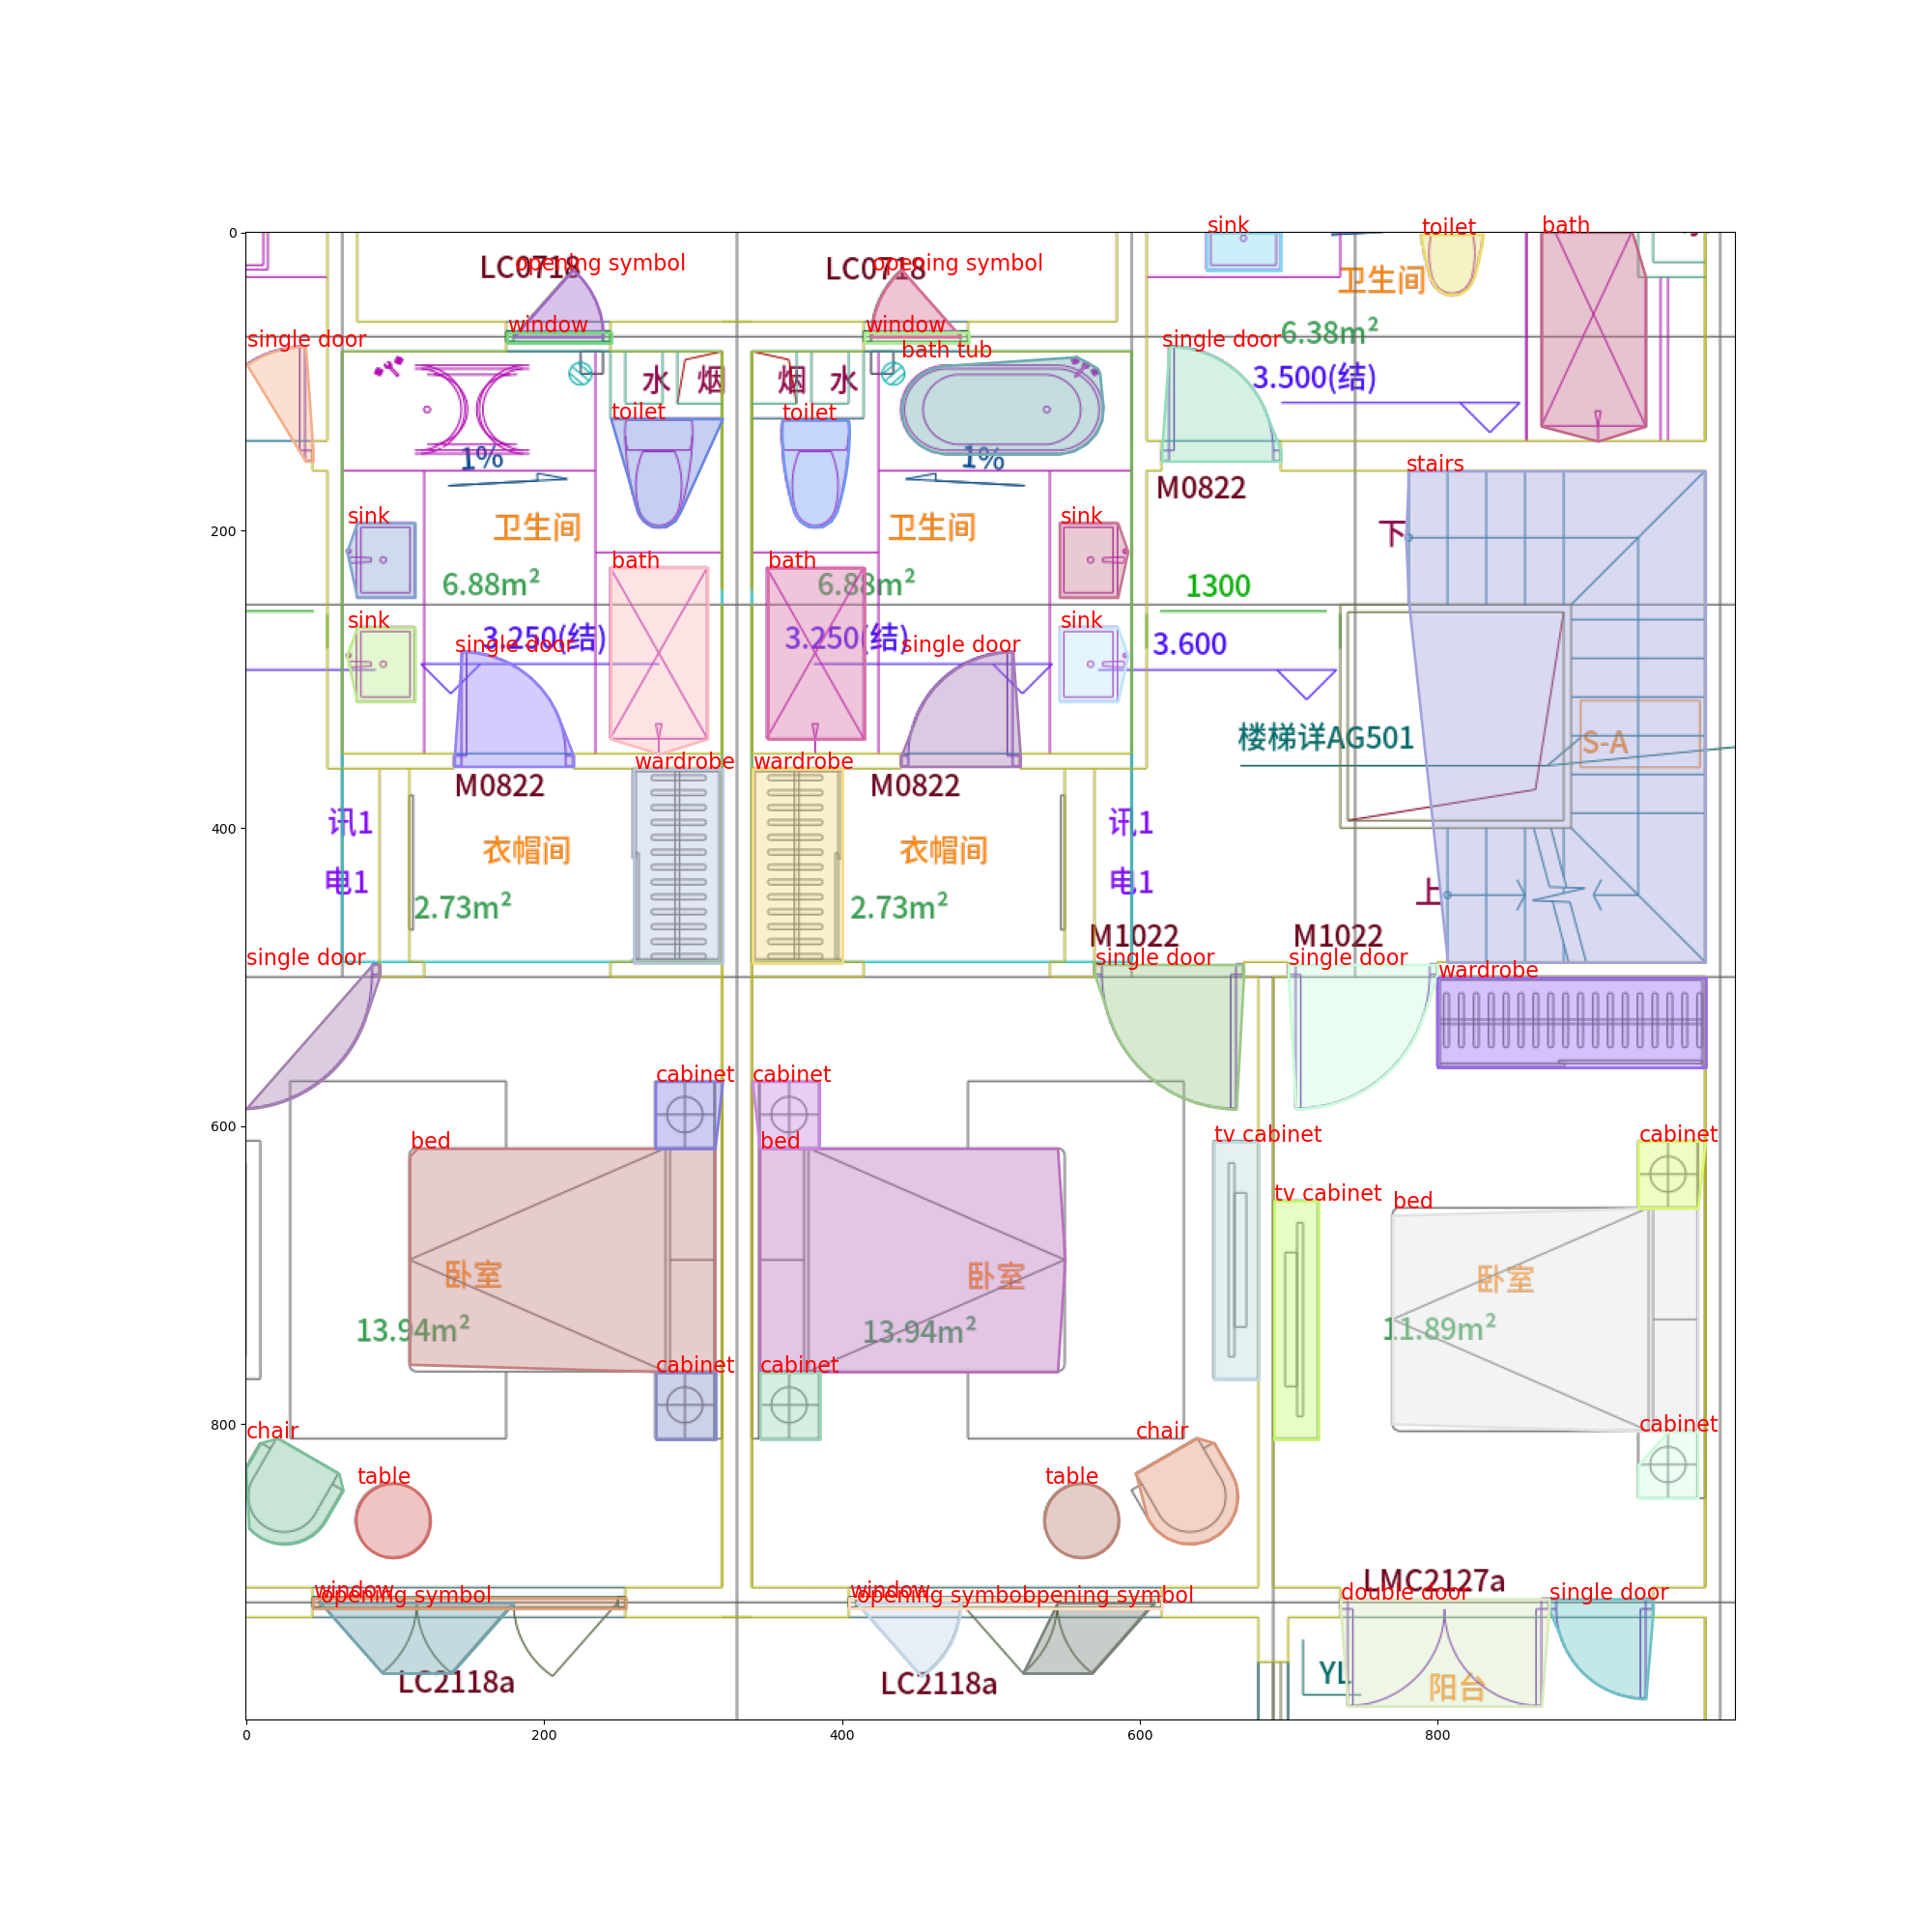 sink
toilet
bath
LC0718
opening symbol
LC0718
opening symbol
卫生间
0
window
window
6.38m²
single door
single door
bath tub
3.500(结)
水
烟
烟
水
toilet
toilet
1%
1%
stairs
M0822
sink
卫生间
卫生间
sink
下
200
bath
bath
6.88m²
6.88m²
1300
sink
3.250(结)
3.250(结)
sink
3.600
single door
single door
楼梯详AG501
S-A
wardrobe
wardrobe
M0822
M0822
讯1
讯1
400
衣帽间
衣帽间
电1
电1
上
2.73m²
2.73m²
M1022
M1022
single door
single door
single door
wardrobe
cabinet
cabinet
600
bed
bed
tv cabinet
cabinet
tv cabinet
bed
卧室
卧室
卧室
13.94m²
13.94m²
11.89m²
cabinet
cabinet
800
chair
chair
cabinet
table
table
LMC2127a
window
opening symbol
window
opening symbol
opening symbol
double door
single door
YL
LC2118a
LC2118a
阳台
0
200
400
600
800